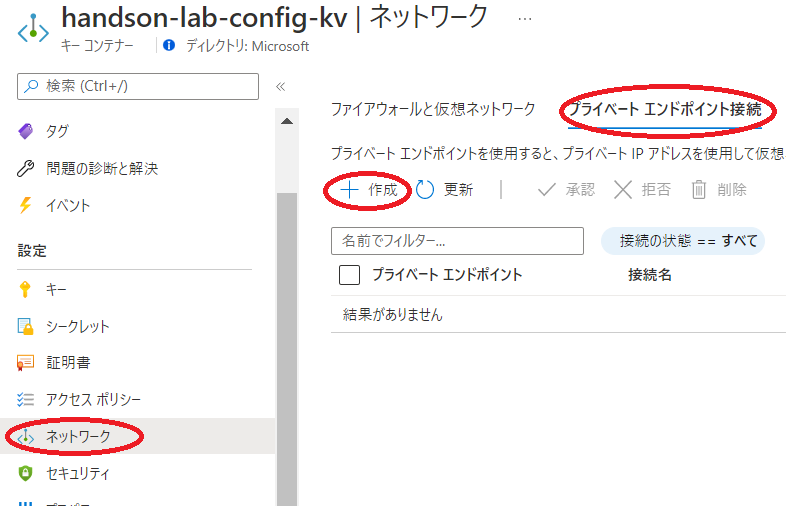 handson-lab-config-kv | ネットワーク …
キー コンテナー ディレクトリ: Microsoft
検索 (Ctrl+/) «
タグ
問題の診断と解決
イベント
設定
キー
シークレット
証明書
アクセス ポリシー
ネットワーク
セキュリティ
ファイアウォールと仮想ネットワーク プライベート エンドポイント接続
プライベート エンドポイントを使用すると、プライベート IP アドレスを使用して仮想
作成 更新 承認 拒否 削除
名前でフィルター... 接続の状態 == すべて
プライベート エンドポイント 接続名
結果がありません